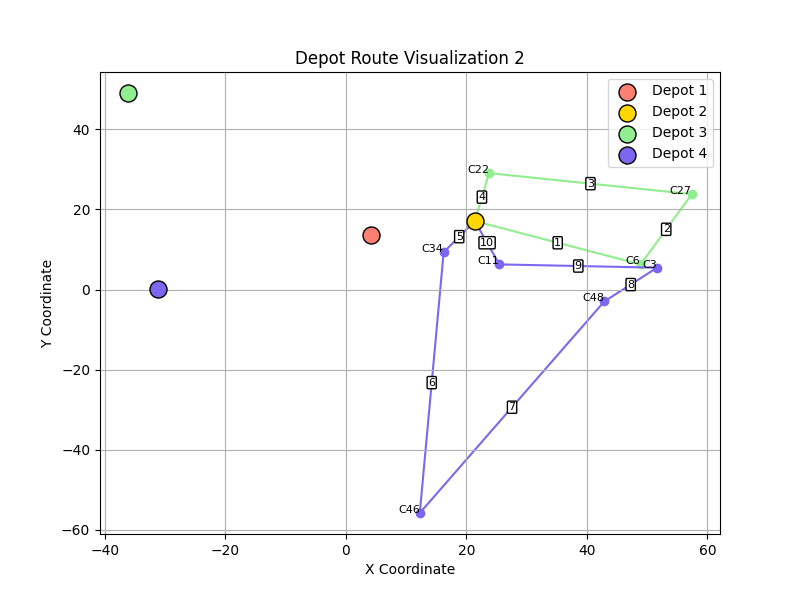 Depot Route Visualization 2
Depot 1
Depot 2
Depot 3
Depot 4
Y Coordinate
40
20
0
−20
−40
−60
C22
3
C27
4
2
5
10
1
C34
C11
9
C6
C3
8
C48
6
7
C46
−40
−20
0
20
40
60
X Coordinate